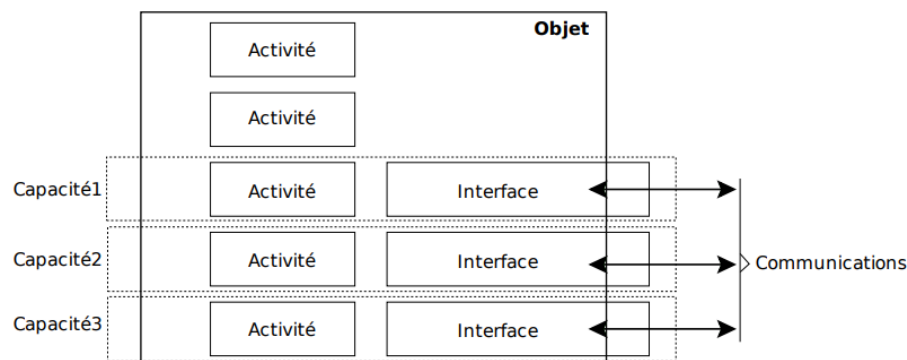 Objet
Activité
Activité
Capacité1 Activité Interface
Capacité2 Activité Interface Communications
Capacité3 Activité Interface